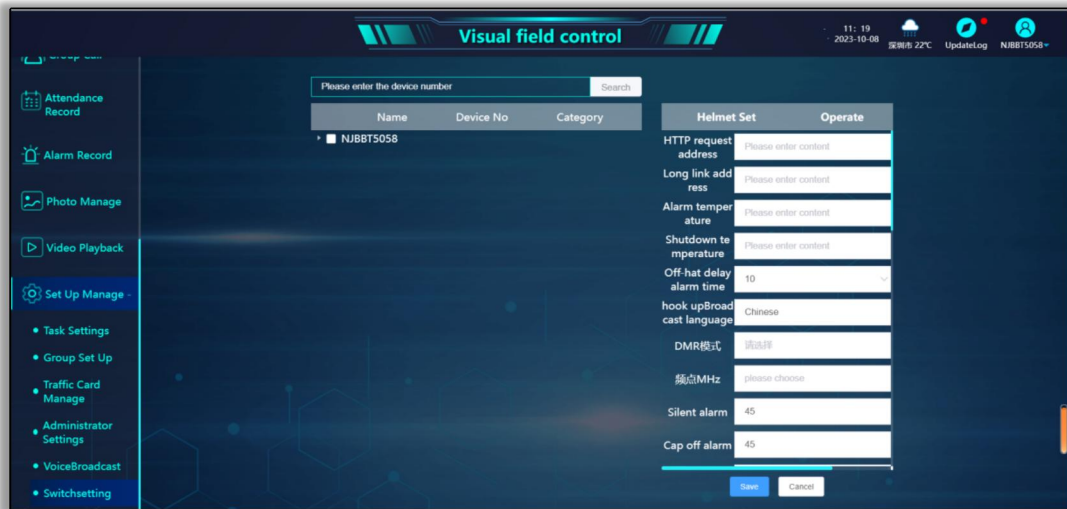 Visual field control
11: 19
2023-10-08
深圳市 22℃
UpdateLog
NJBBT5058
Group Call
Attendance
Record
Alarm Record
Photo Manage
Video Playback
Set Up Manage -
Task Settings
Group Set Up
Traffic Card
Manage
Administrator
Settings
VoiceBroadcast
Switchsetting
Please enter the device number
Search
Name Device No Category
NJBBT5058
Helmet Set Operate
HTTP request
address
Please enter content
Long link add
ress
Please enter content
Alarm temper
ature
Please enter content
Shutdown te
mperature
Please enter content
Off-hat delay
alarm time
10
hook upBroad
cast language
Chinese
DMR模式
请选择
频点MHz
please choose
Silent alarm
45
Cap off alarm
45
Save
Cancel